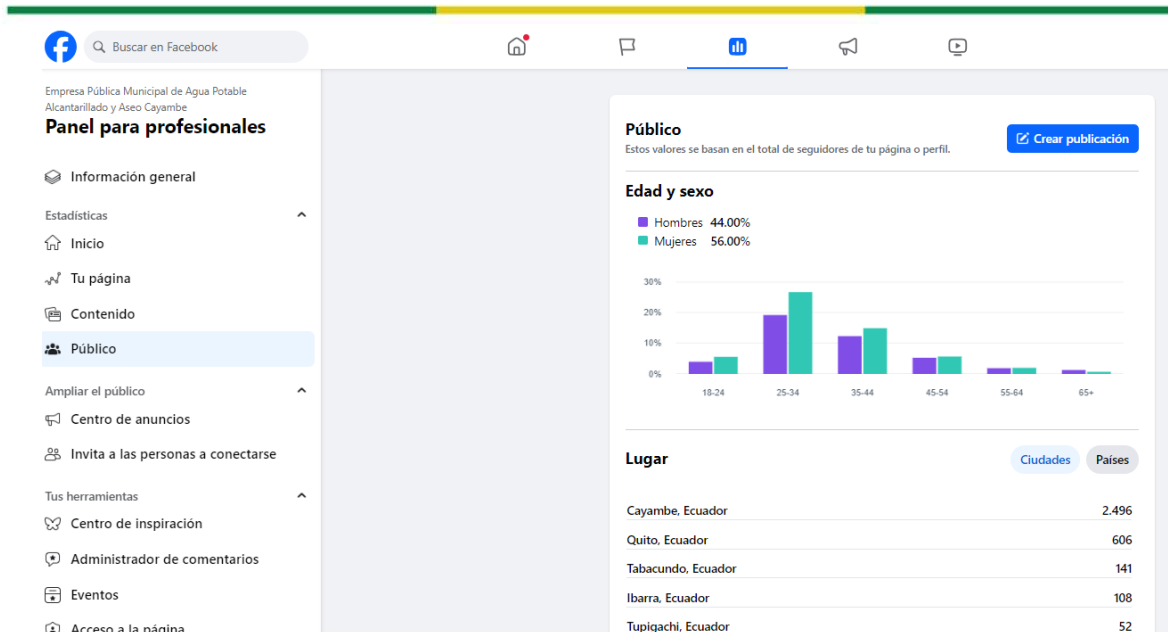 Buscar en Facebook
Empresa Pública Municipal de Agua Potable
Alcantarillado y Aseo Cayambe
Panel para profesionales
Información general
Estadísticas
Inicio
Tu página
Contenido
Público
Ampliar el público
Centro de anuncios
Invita a las personas a conectarse
Tus herramientas
Centro de inspiración
Administrador de comentarios
Eventos
Acceso a la página
Público
Estos valores se basan en el total de seguidores de tu página o perfil.
Crear publicación
Edad y sexo
Hombres 44.00%
Mujeres 56.00%
30%
20%
10%
0%
18-24 25-34 35-44 45-54 55-64 65+
Lugar
Ciudades Países
Cayambe, Ecuador 2.496
Quito, Ecuador 606
Tabacundo, Ecuador 141
Ibarra, Ecuador 108
Tupigachi, Ecuador 52